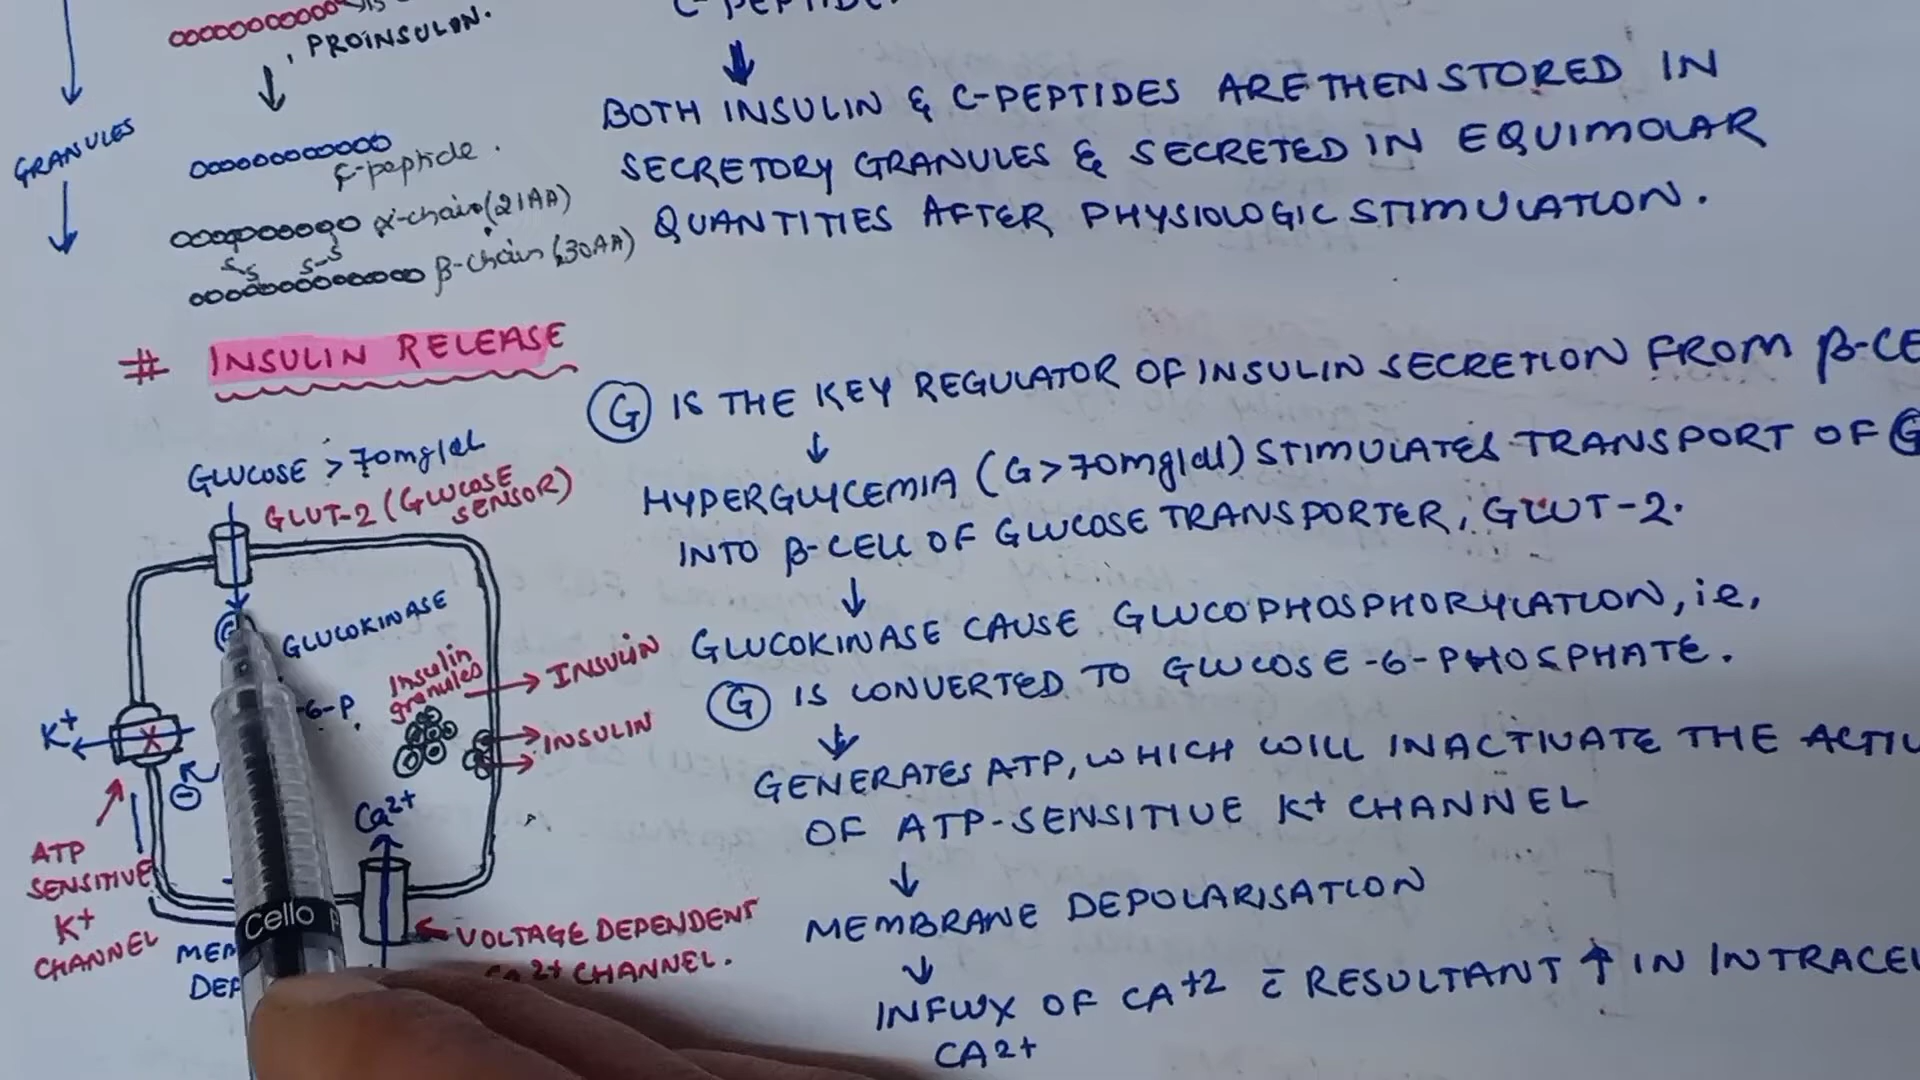 PROINSULIN.
GRANULES
C-peptide.
α-chain (21AA)
S S S-S
β-chain (30AA)
BOTH INSULIN & C-PEPTIDES ARE THEN STORED IN
SECRETORY GRANULES & SECRETED IN EQUIMOLAR
QUANTITIES AFTER PHYSIOLOGIC STIMULATION.
# INSULIN RELEASE
GLUCOSE > 70mg/dl
GLUT-2 (GLUCOSE
SENSOR)
GLUCOKINASE
-6-P.
Insulin
granules
INSULIN
INSULIN
K+
X
⊖
Ca2+
ATP
SENSITIVE
K+
CHANNEL
VOLTAGE DEPENDENT
Ca2+ CHANNEL.
Cello
G IS THE KEY REGULATOR OF INSULIN SECRETION FROM β-CE
HYPERGLYCEMIA (G>70mg/dl) STIMULATES TRANSPORT OF G
INTO β-CELL OF GLUCOSE TRANSPORTER, GLUT-2.
GLUCOKINASE CAUSE GLUCOPHOSPHORYLATION, i.e,
G IS CONVERTED TO GLUCOSE-6-PHOSPHATE.
GENERATES ATP, WHICH WILL INACTIVATE THE ACTIV
OF ATP-SENSITIVE K+ CHANNEL
MEMBRANE DEPOLARISATION
INFLUX OF CA+2 c̄ RESULTANT ↑ IN INTRACEL
CA2+